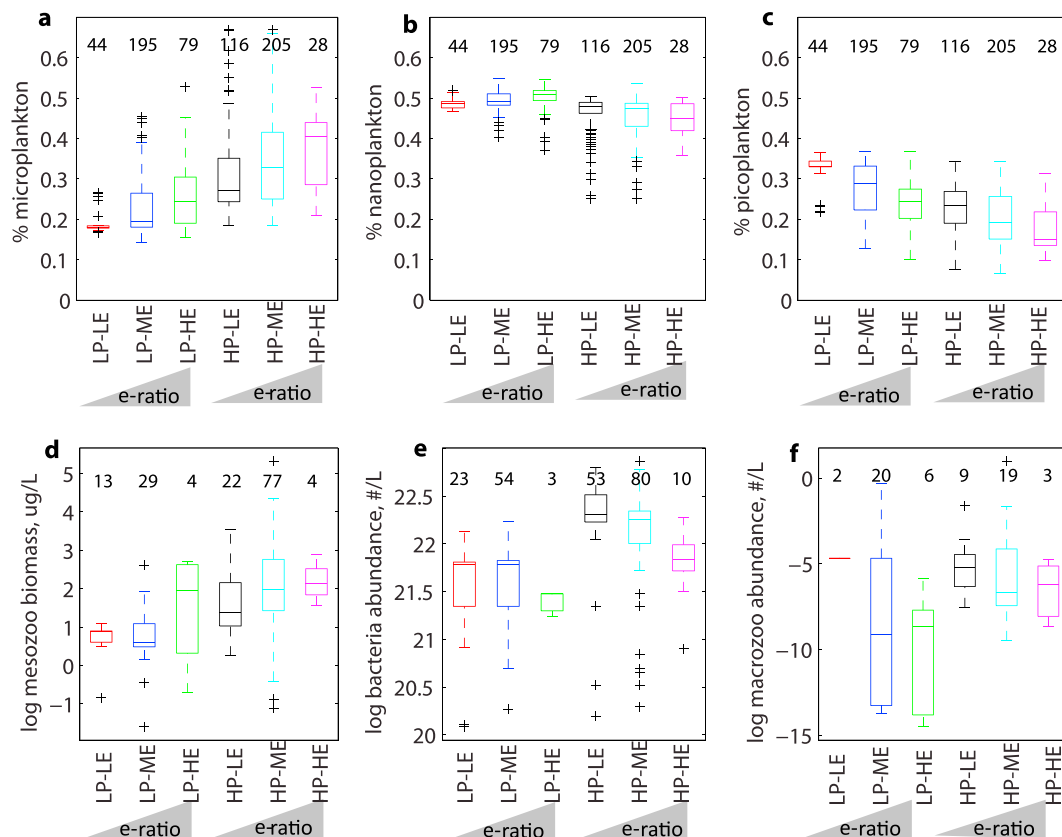 a
44 195 79 116 205 28
% microplankton
0.6
0.5
0.4
0.3
0.2
0.1
0
LP-LE
LP-ME
LP-HE
HP-LE
HP-ME
HP-HE
e-ratio e-ratio
b
44 195 79 116 205 28
% nanoplankton
0.6
0.5
0.4
0.3
0.2
0.1
0
LP-LE
LP-ME
LP-HE
HP-LE
HP-ME
HP-HE
e-ratio e-ratio
c
44 195 79 116 205 28
% picoplankton
0.6
0.5
0.4
0.3
0.2
0.1
0
LP-LE
LP-ME
LP-HE
HP-LE
HP-ME
HP-HE
e-ratio e-ratio
d
13 29 4 22 77 4
log mesozoo biomass, ug/L
5
4
3
2
1
0
−1
LP-LE
LP-ME
LP-HE
HP-LE
HP-ME
HP-HE
e-ratio e-ratio
e
23 54 3 53 80 10
log bacteria abundance, #/L
22.5
22
21.5
21
20.5
20
LP-LE
LP-ME
LP-HE
HP-LE
HP-ME
HP-HE
e-ratio e-ratio
f
2 20 6 9 19 3
log macrozoo abundance, #/L
−0
−5
−10
−15
LP-LE
LP-ME
LP-HE
HP-LE
HP-ME
HP-HE
e-ratio e-ratio